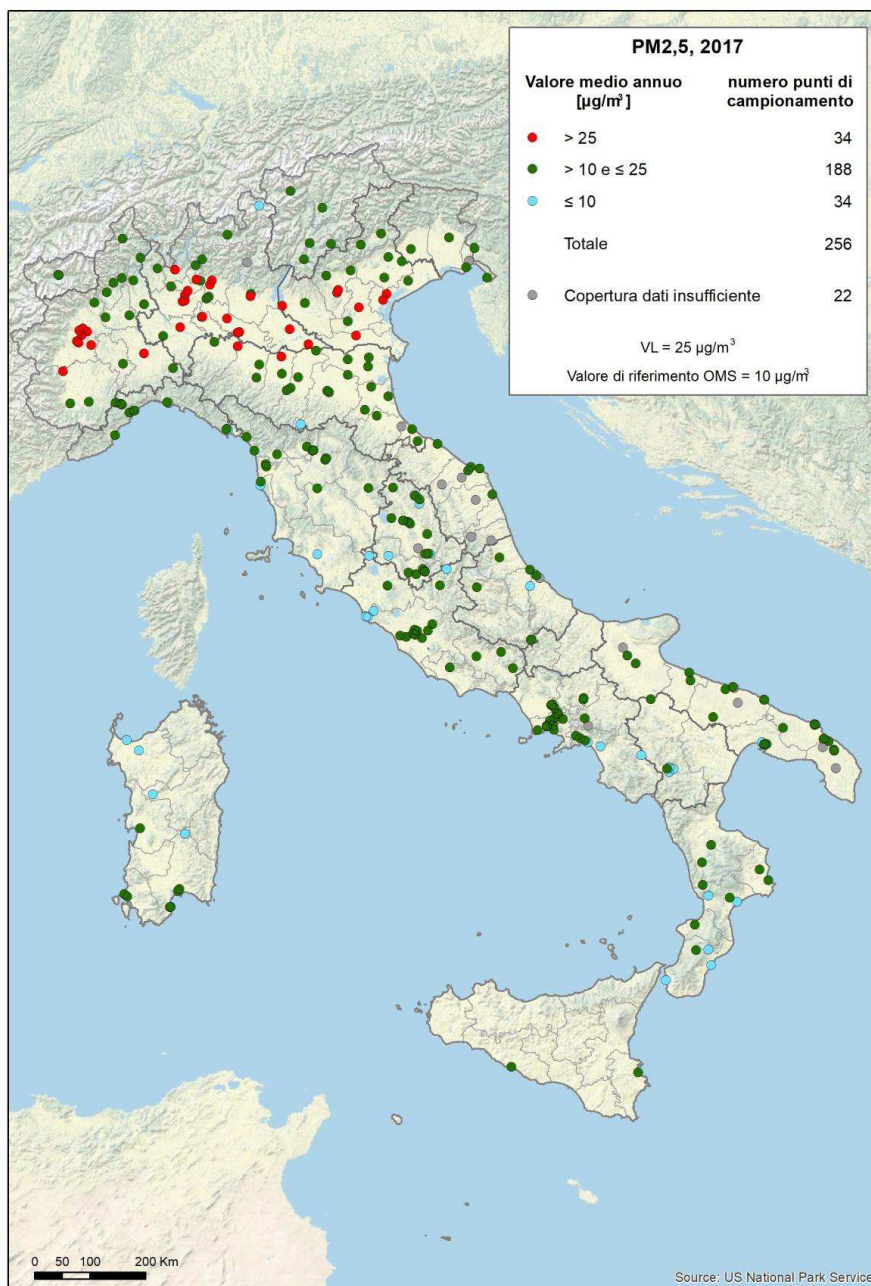 PM2,5, 2017
Valore medio annuo numero punti di
[µg/m³] campionamento
> 25 34
> 10 e ≤ 25 188
≤ 10 34
Totale 256
Copertura dati insufficiente 22
VL = 25 µg/m³
Valore di riferimento OMS = 10 µg/m³
0 50 100 200 Km
Source: US National Park Service